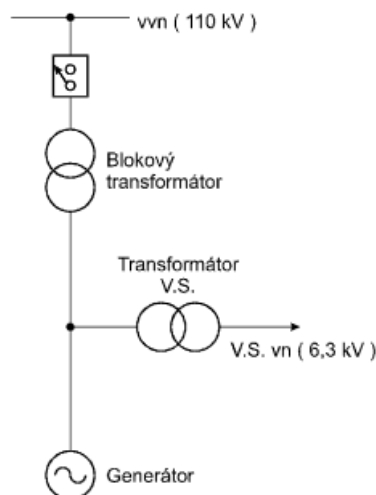 vvn ( 110 kV )
Blokový
transformátor
Transformátor
V.S.
V.S. vn ( 6,3 kV )
Generátor